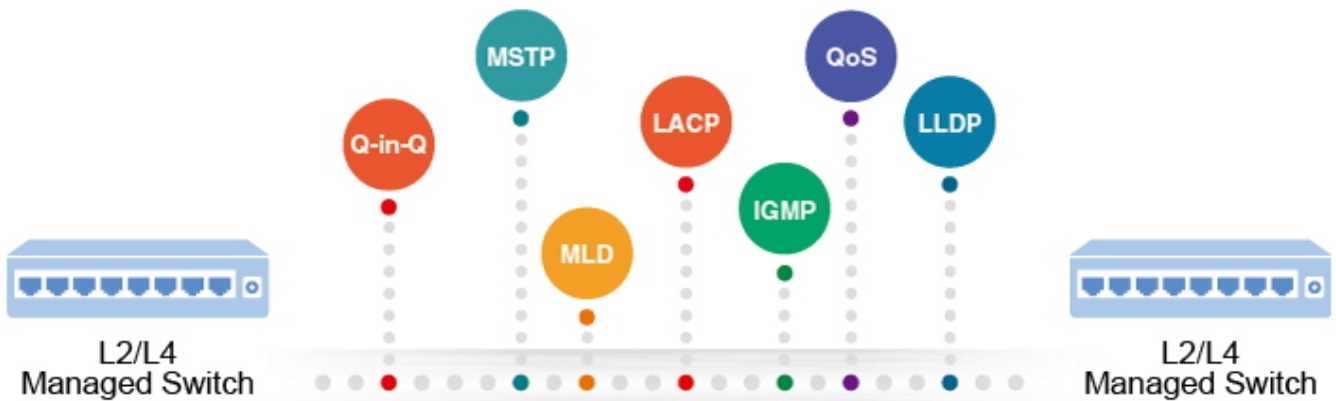 MSTP
QoS
LACP
LLDP
Q-in-Q
IGMP
MLD
L2/L4
Managed Switch
L2/L4
Managed Switch